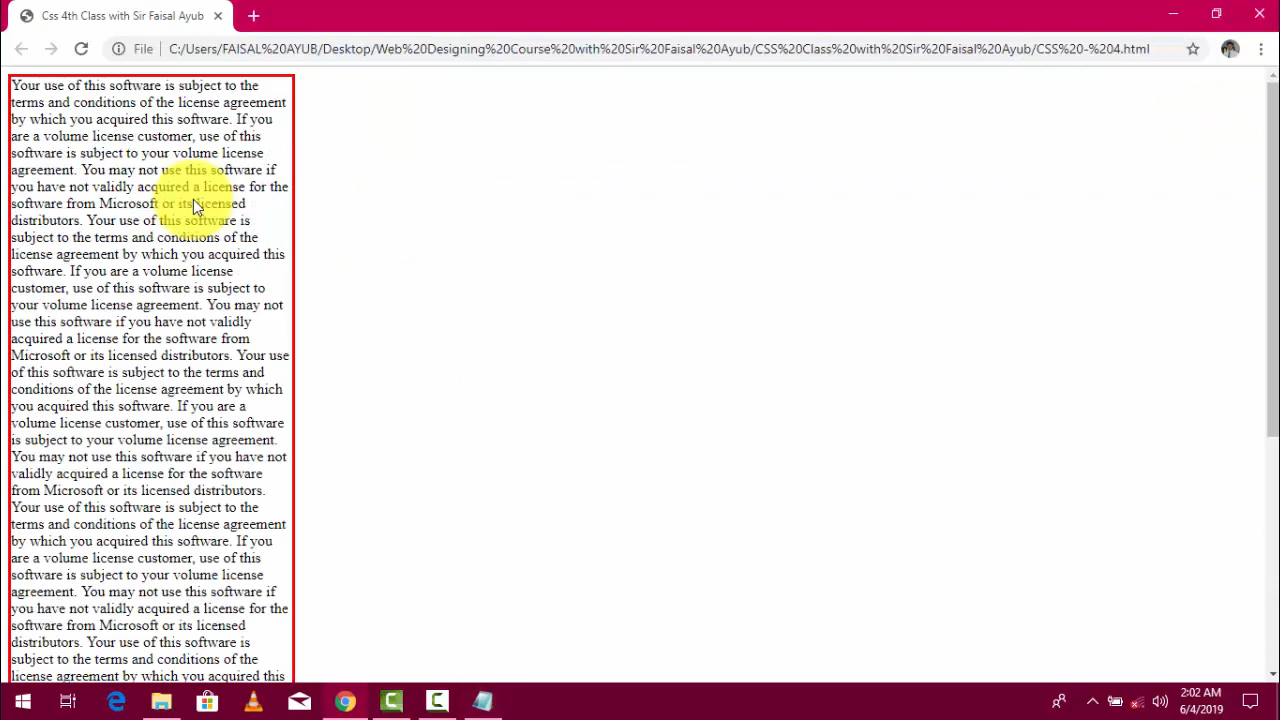 Css 4th Class with Sir Faisal Ayub
File
C:/Users/FAISAL%20AYUB/Desktop/Web%20Designing%20Course%20with%20Sir%20Faisal%20Ayub/CSS%20Class%20with%20Sir%20Faisal%20Ayub/CSS%20-%204.html
Your use of this software is subject to the
terms and conditions of the license agreement
by which you acquired this software. If you
are a volume license customer, use of this
software is subject to your volume license
agreement. You may not use this software if
you have not validly acquired a license for the
software from Microsoft or its licensed
distributors. Your use of this software is
subject to the terms and conditions of the
license agreement by which you acquired this
software. If you are a volume license
customer, use of this software is subject to
your volume license agreement. You may not
use this software if you have not validly
acquired a license for the software from
Microsoft or its licensed distributors. Your use
of this software is subject to the terms and
conditions of the license agreement by which
you acquired this software. If you are a
volume license customer, use of this software
is subject to your volume license agreement.
You may not use this software if you have not
validly acquired a license for the software
from Microsoft or its licensed distributors.
Your use of this software is subject to the
terms and conditions of the license agreement
by which you acquired this software. If you
are a volume license customer, use of this
software is subject to your volume license
agreement. You may not use this software if
you have not validly acquired a license for the
software from Microsoft or its licensed
distributors. Your use of this software is
subject to the terms and conditions of the
license agreement by which you acquired this
2:02 AM
6/4/2019